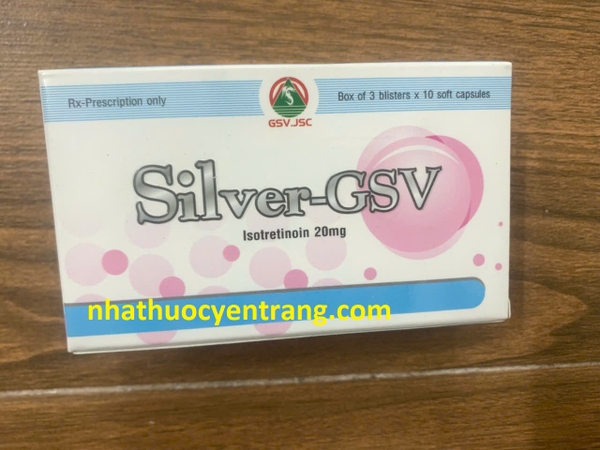 Rx-Prescription only
GSV.,JSC
Box of 3 blisters x 10 soft capsules
Silver-GSV
Isotretinoin 20mg
nhathuocyentrang.com